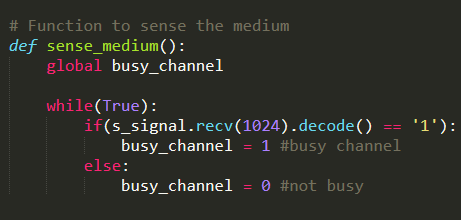 # Function to sense the medium
def sense_medium():
    global busy_channel

    while(True):
        if(s_signal.recv(1024).decode() == '1'):
            busy_channel = 1 #busy channel
        else:
            busy_channel = 0 #not busy